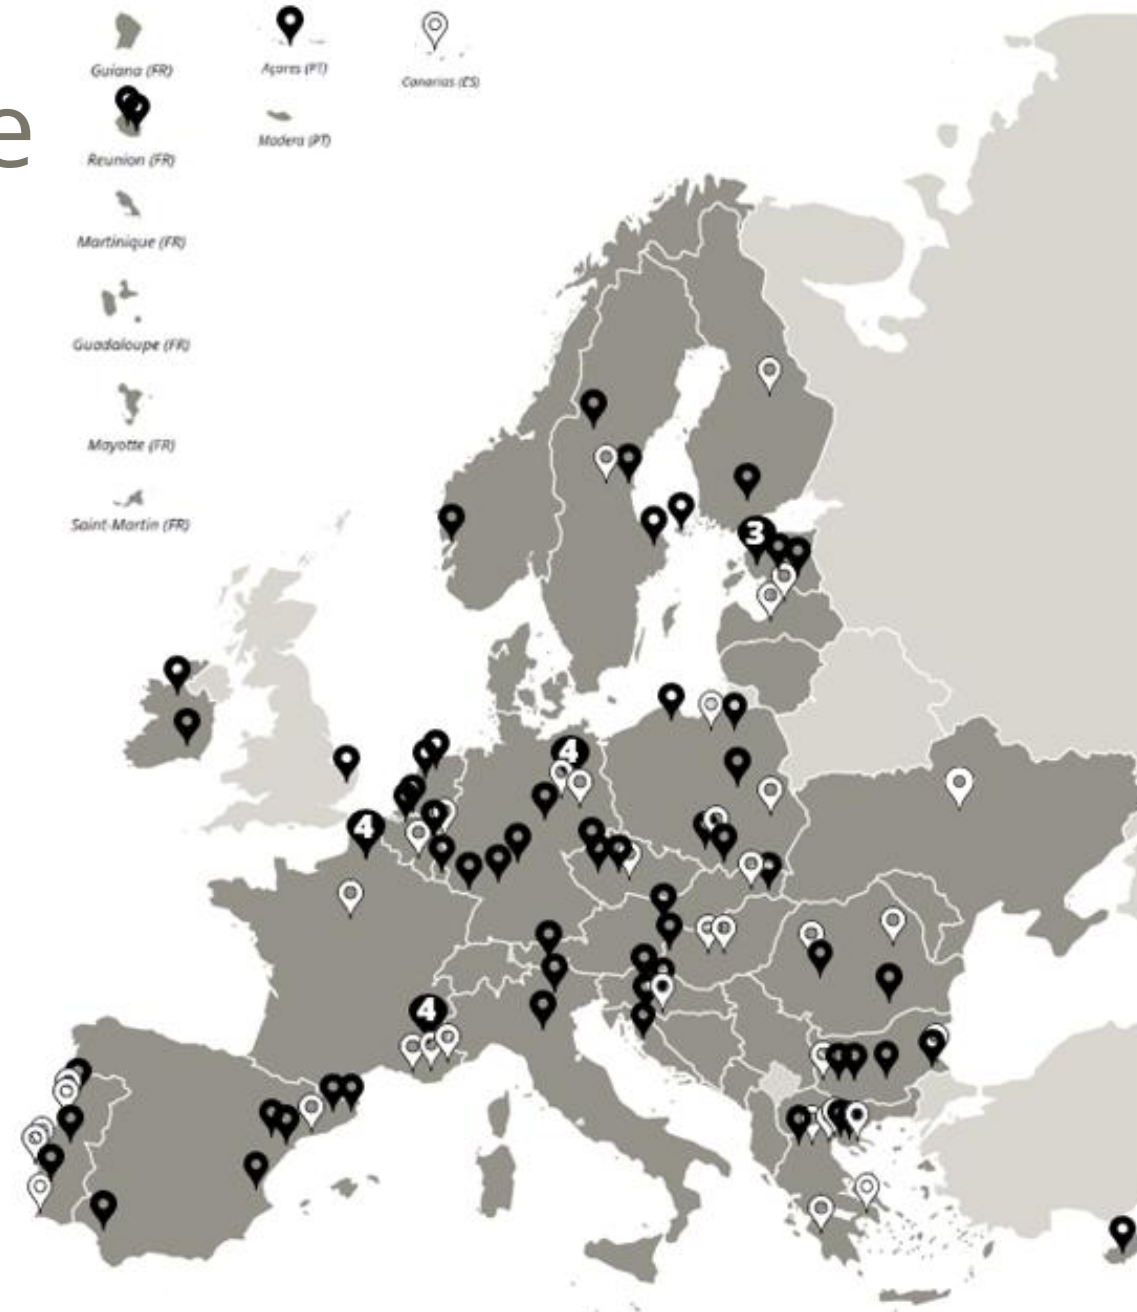 e
Guiana (FR)
Açores (PT)
Canarias (ES)
Reunion (FR)
Madera (PT)
Martinique (FR)
Guadaloupe (FR)
Mayotte (FR)
Saint-Martin (FR)
3
4
4
4